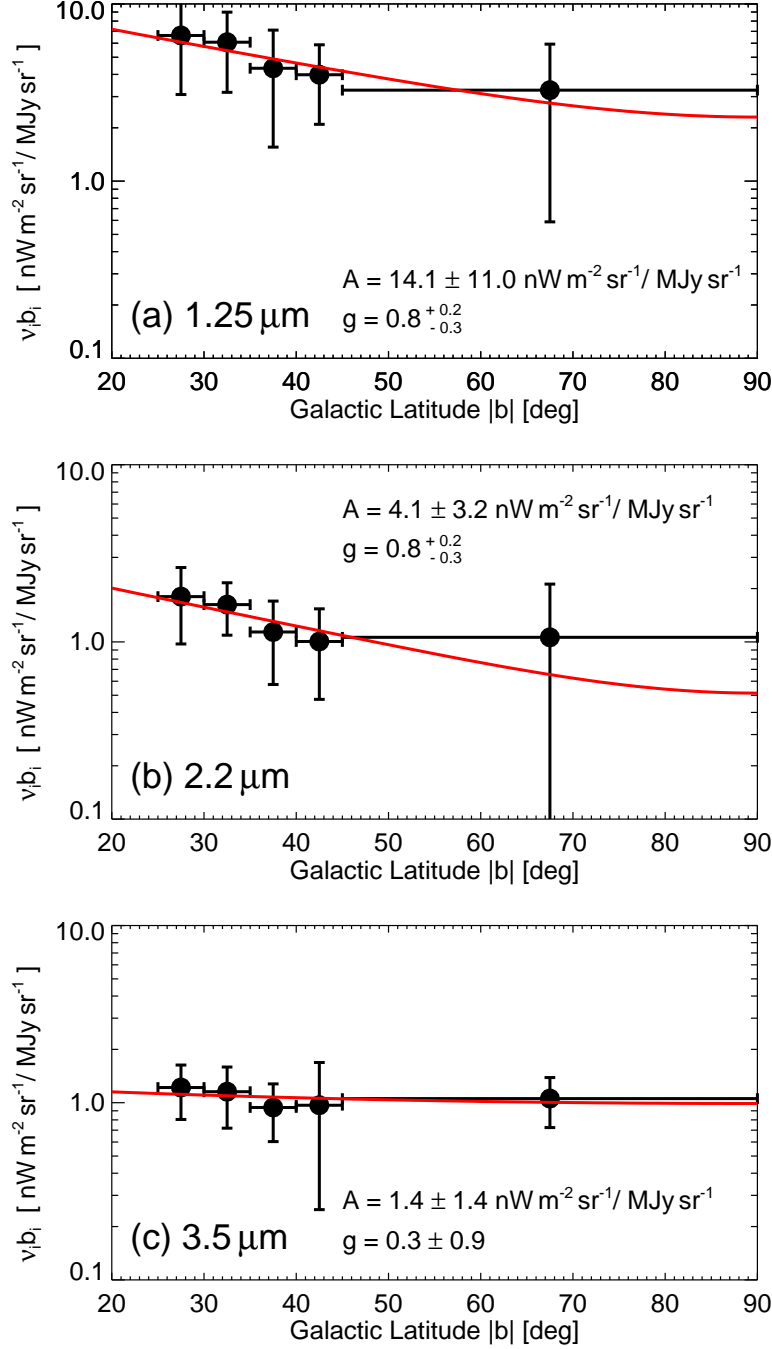 10.0
1.0
0.1
ν_i b_i [ nW m^-2 sr^-1 / MJy sr^-1 ]
A = 14.1 ± 11.0 nW m^-2 sr^-1 / MJy sr^-1
g = 0.8 ^+ 0.2 _- 0.3
(a) 1.25 μm
20 30 40 50 60 70 80 90
Galactic Latitude |b| [deg]
10.0
1.0
0.1
ν_i b_i [ nW m^-2 sr^-1 / MJy sr^-1 ]
A = 4.1 ± 3.2 nW m^-2 sr^-1 / MJy sr^-1
g = 0.8 ^+ 0.2 _- 0.3
(b) 2.2 μm
20 30 40 50 60 70 80 90
Galactic Latitude |b| [deg]
10.0
1.0
0.1
ν_i b_i [ nW m^-2 sr^-1 / MJy sr^-1 ]
A = 1.4 ± 1.4 nW m^-2 sr^-1 / MJy sr^-1
g = 0.3 ± 0.9
(c) 3.5 μm
20 30 40 50 60 70 80 90
Galactic Latitude |b| [deg]